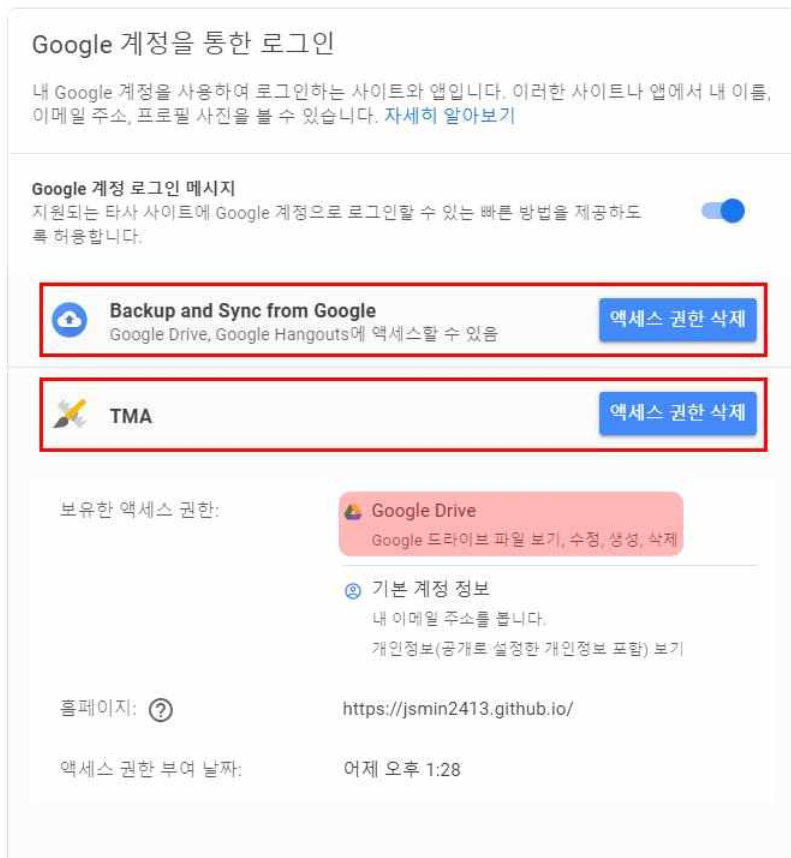 Google 계정을 통한 로그인
내 Google 계정을 사용하여 로그인하는 사이트와 앱입니다. 이러한 사이트나 앱에서 내 이름,
이메일 주소, 프로필 사진을 볼 수 있습니다. 자세히 알아보기
Google 계정 로그인 메시지
지원되는 타사 사이트에 Google 계정으로 로그인할 수 있는 빠른 방법을 제공하도
록 허용합니다.
Backup and Sync from Google
Google Drive, Google Hangouts에 액세스할 수 있음
액세스 권한 삭제
TMA
액세스 권한 삭제
보유한 액세스 권한:
Google Drive
Google 드라이브 파일 보기, 수정, 생성, 삭제
기본 계정 정보
내 이메일 주소를 봅니다.
개인정보(공개로 설정한 개인정보 포함) 보기
홈페이지: ?
https://jsmin2413.github.io/
액세스 권한 부여 날짜:
어제 오후 1:28